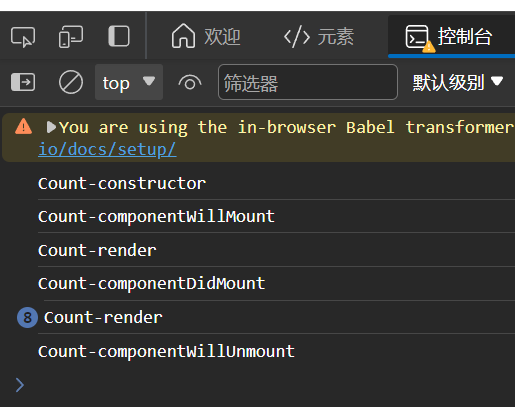 欢迎
元素
控制台
top
筛选器
默认级别
You are using the in-browser Babel transformer
io/docs/setup/
Count-constructor
Count-componentWillMount
Count-render
Count-componentDidMount
8 Count-render
Count-componentWillUnmount